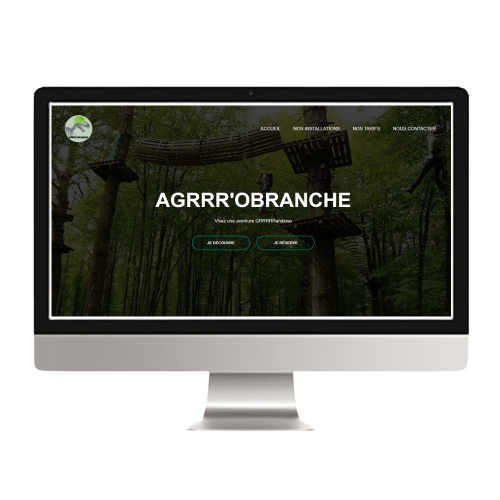 ACCUEIL NOS INSTALLATIONS NOS TARIFS NOUS CONTACTER
AGRRR'OBRANCHE
Vivez une aventure GRRRRRandiose
JE DÉCOUVRE JE RÉSERVE